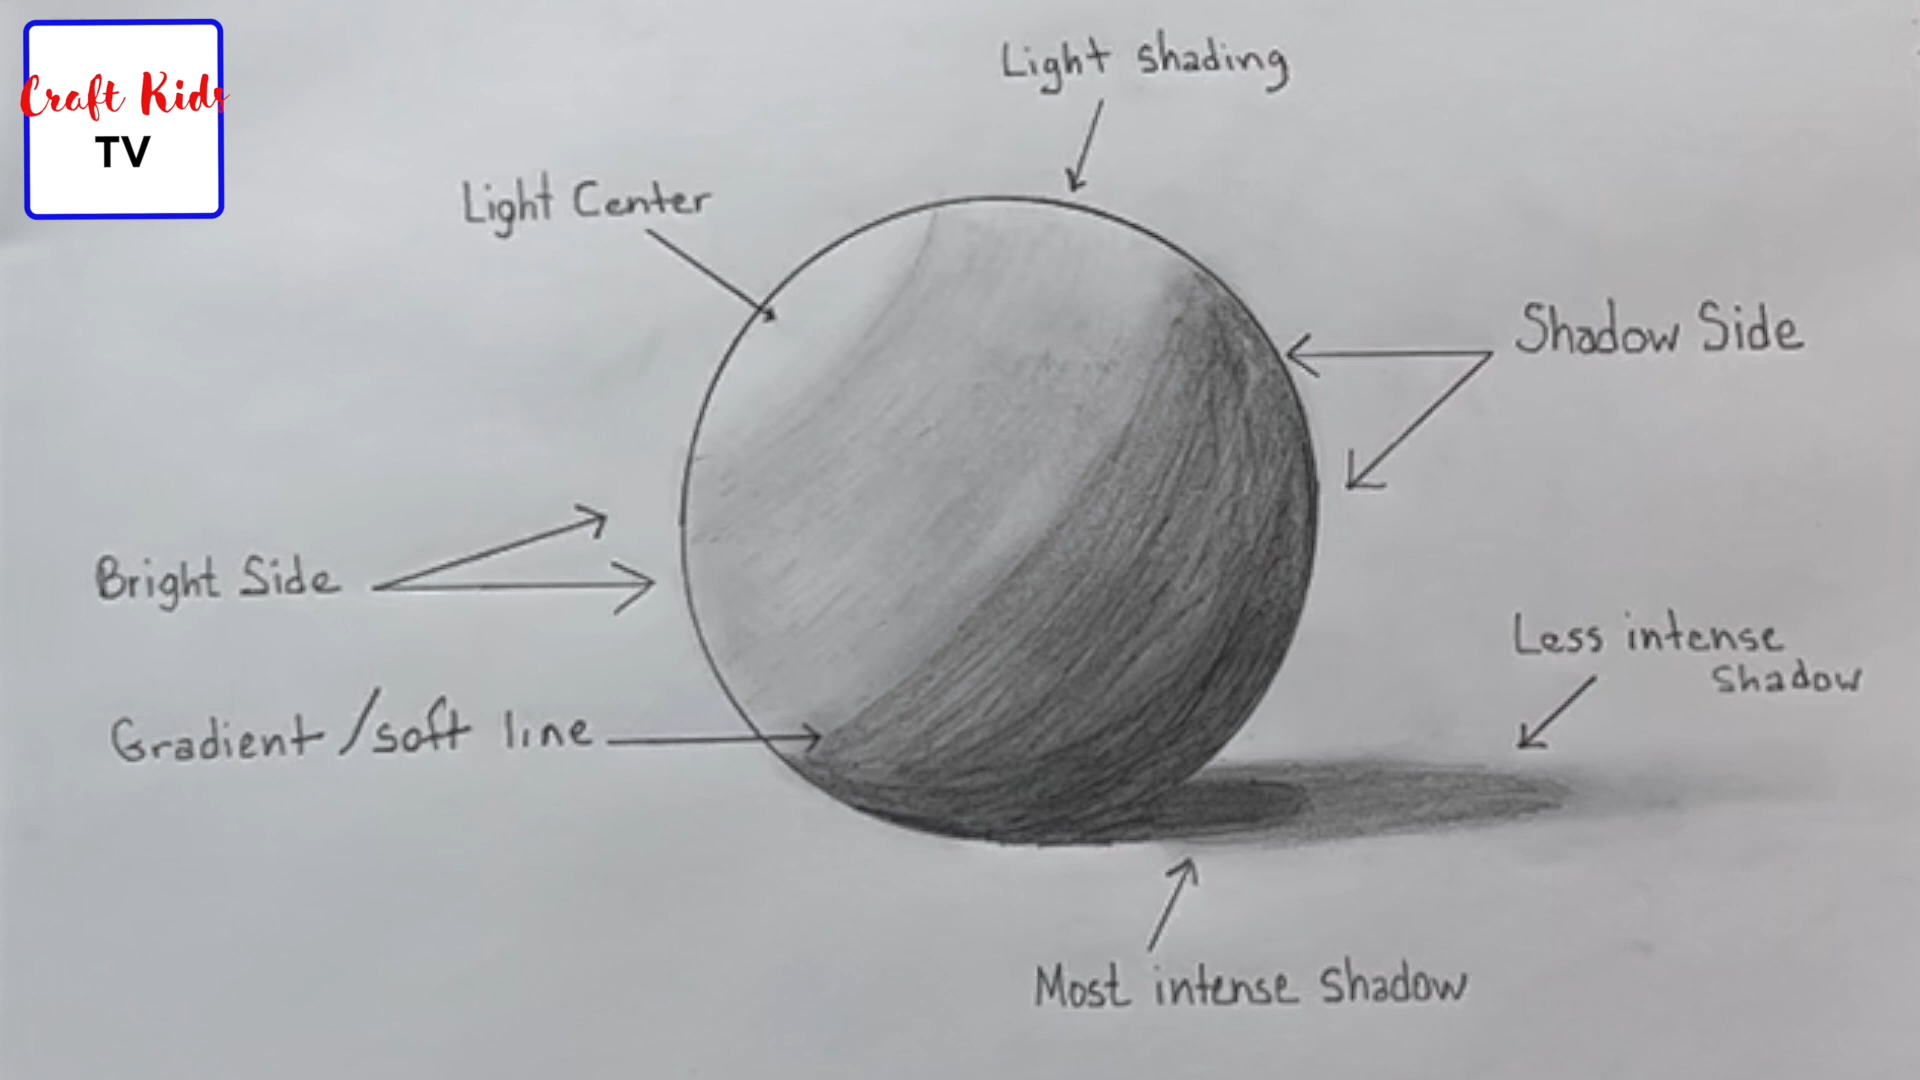 Craft Kids
TV
Light Shading
Light Center
Shadow Side
Bright Side
Less intense
Shadow
Gradient/soft line
Most intense Shadow